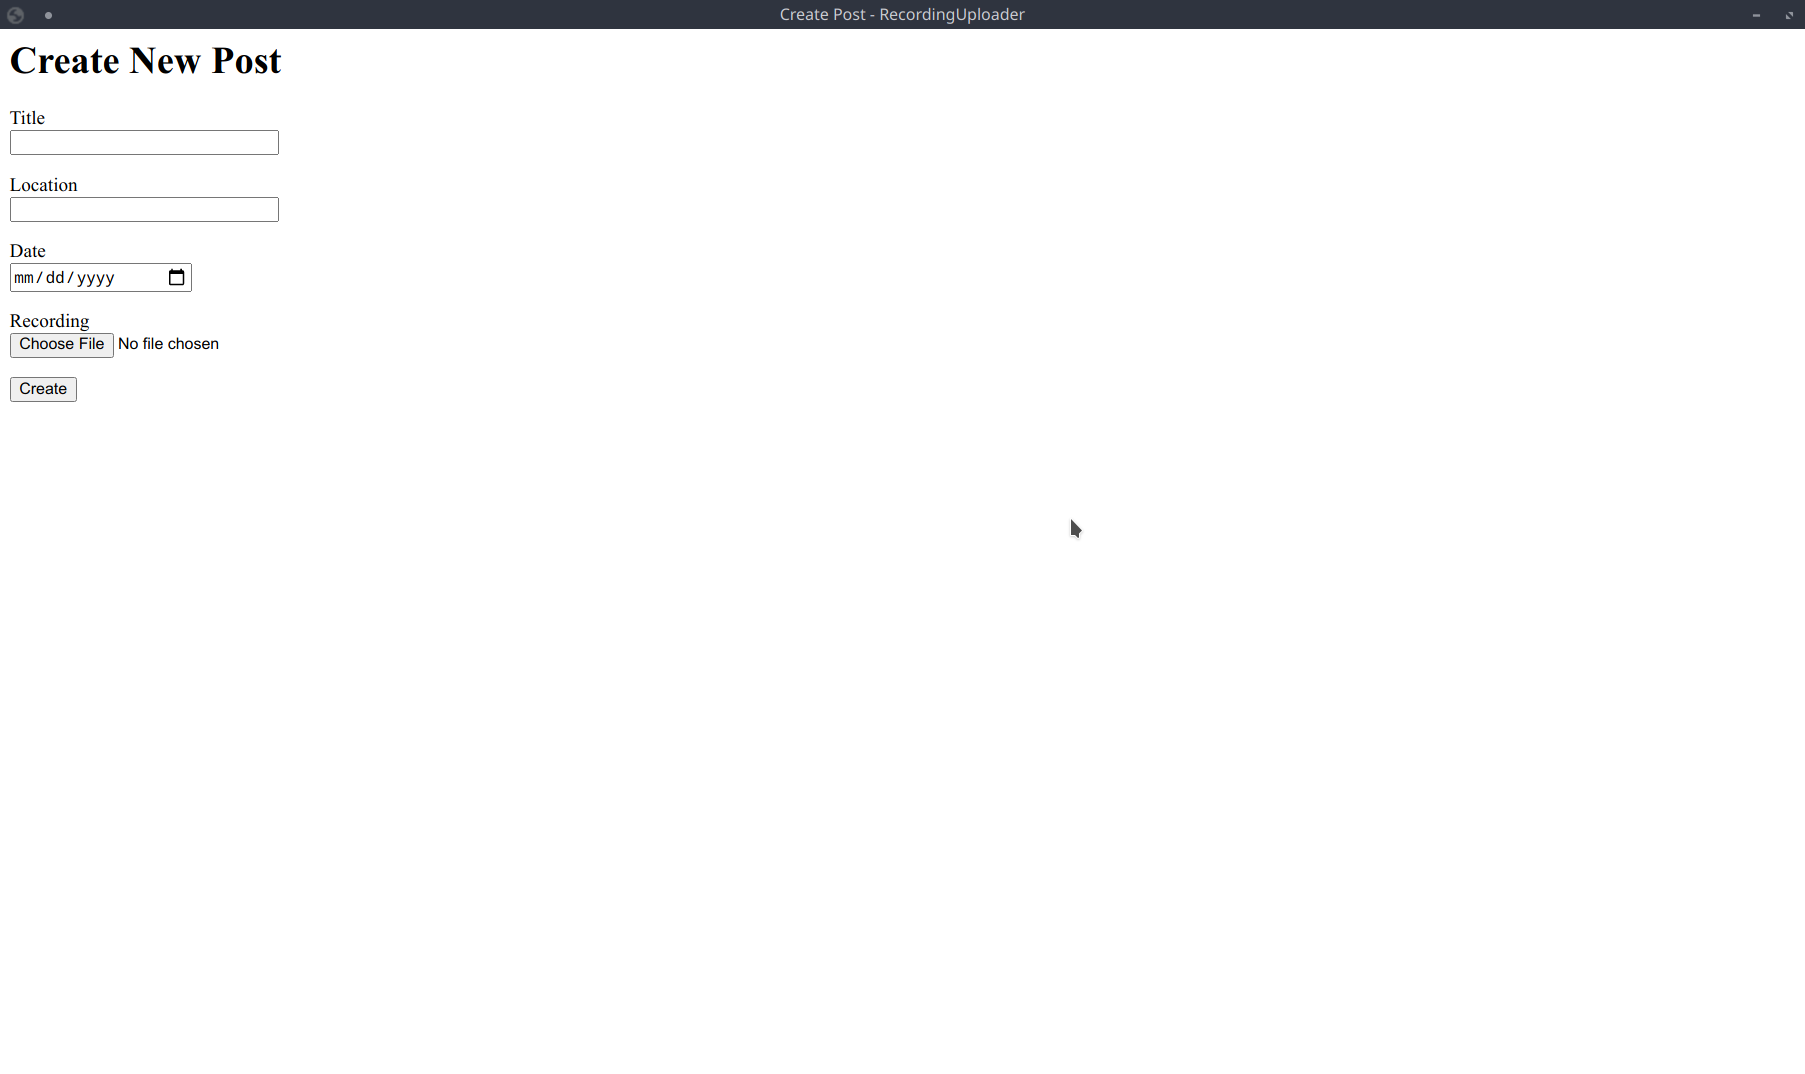 Create Post - RecordingUploader
Create New Post
Title
Location
Date
mm/dd/yyyy
Recording
Choose File No file chosen
Create